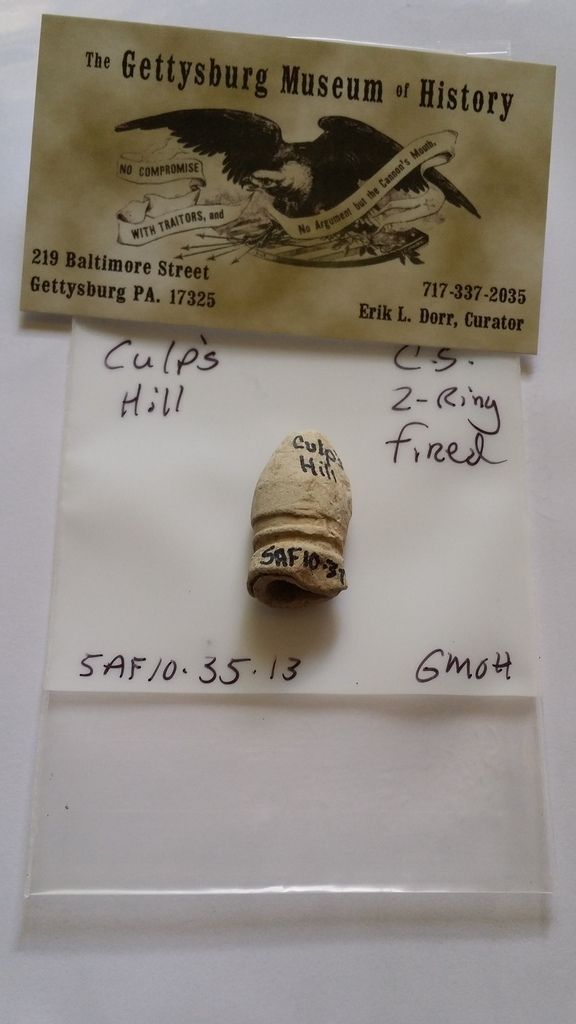 The Gettysburg Museum of History
NO COMPROMISE
WITH TRAITORS, and
No Argument but the Cannon's Mouth.
219 Baltimore Street
Gettysburg PA. 17325
717-337-2035
Erik L. Dorr, Curator
Culp's
Hill
C.S.
2-Ring
fired
Culp's
Hill
5AF10.35
5AF10.35.13
GMOH